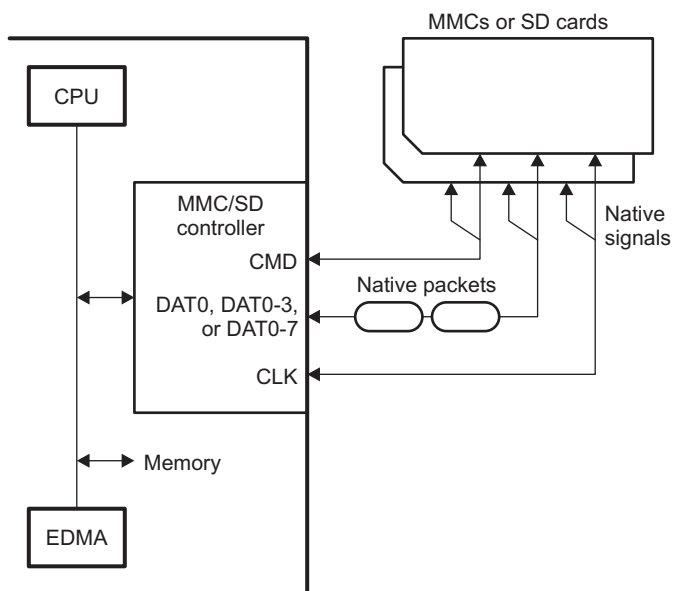 MMCs or SD cards
CPU
MMC/SD
controller
Native
signals
CMD
Native packets
DAT0, DAT0-3,
or DAT0-7
CLK
Memory
EDMA